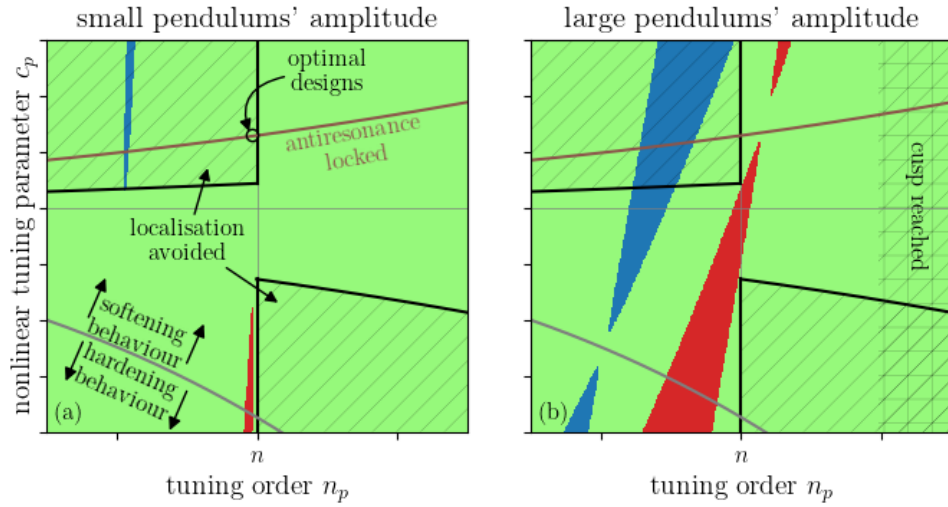 small pendulums' amplitude
large pendulums' amplitude
nonlinear tuning parameter c_p
optimal
designs
antiresonance
locked
localisation
avoided
softening
behaviour
hardening
behaviour
(a)
n
tuning order n_p
cusp reached
(b)
n
tuning order n_p